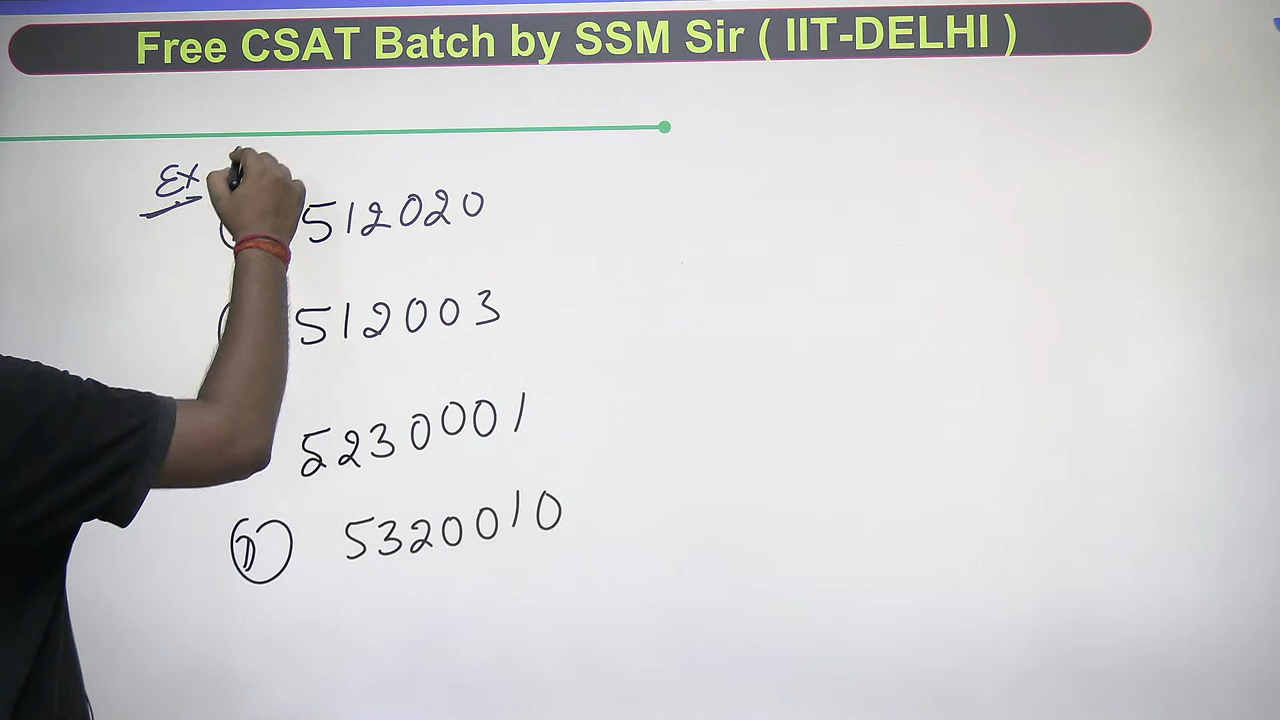 Free CSAT Batch by SSM Sir ( IIT-DELHI )
Ex
512020
512003
5230001
D 5320010